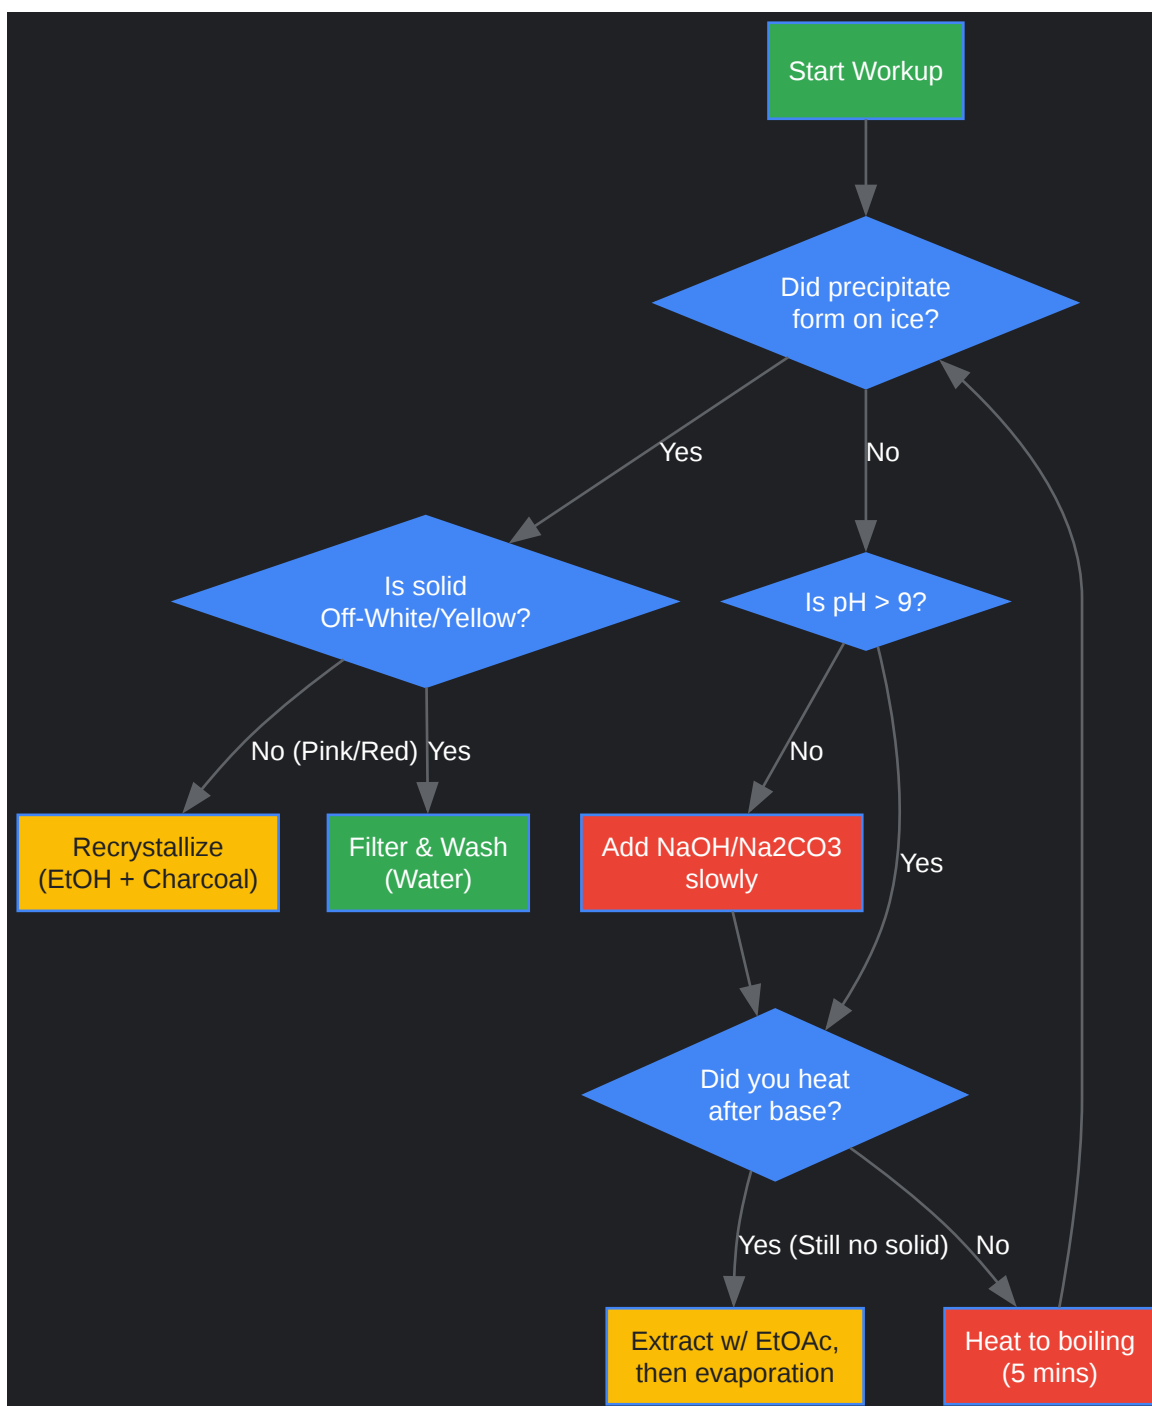 Start Workup
Did precipitate
form on ice?
Yes
No
Is solid
Off-White/Yellow?
Is pH > 9?
No (Pink/Red)
Yes
No
Recrystallize
(EtOH + Charcoal)
Filter & Wash
(Water)
Add NaOH/Na2CO3
slowly
Yes
Did you heat
after base?
Yes (Still no solid)
No
Extract w/ EtOAc,
then evaporation
Heat to boiling
(5 mins)